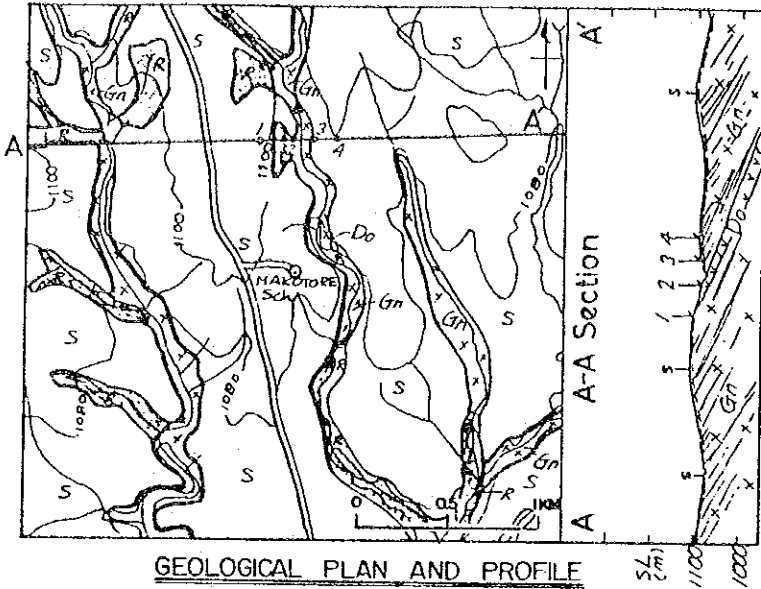 S
R
S
S
R
Gn
R
R
Gn
A
A'
R
1
2
3
4
S
1100
1100
1080
1080
S
S
Do
MAKOTORE
Sch
Gn
Gn
S
R
S
S
S
1080
1080
R
S
S
Gn
S
R
0
0.5
1KM
GEOLOGICAL PLAN AND PROFILE
A'
S
Gn
Do
4
3
2
1
A-A Section
S
Gn
S
A
SL
(m)
1100
1000